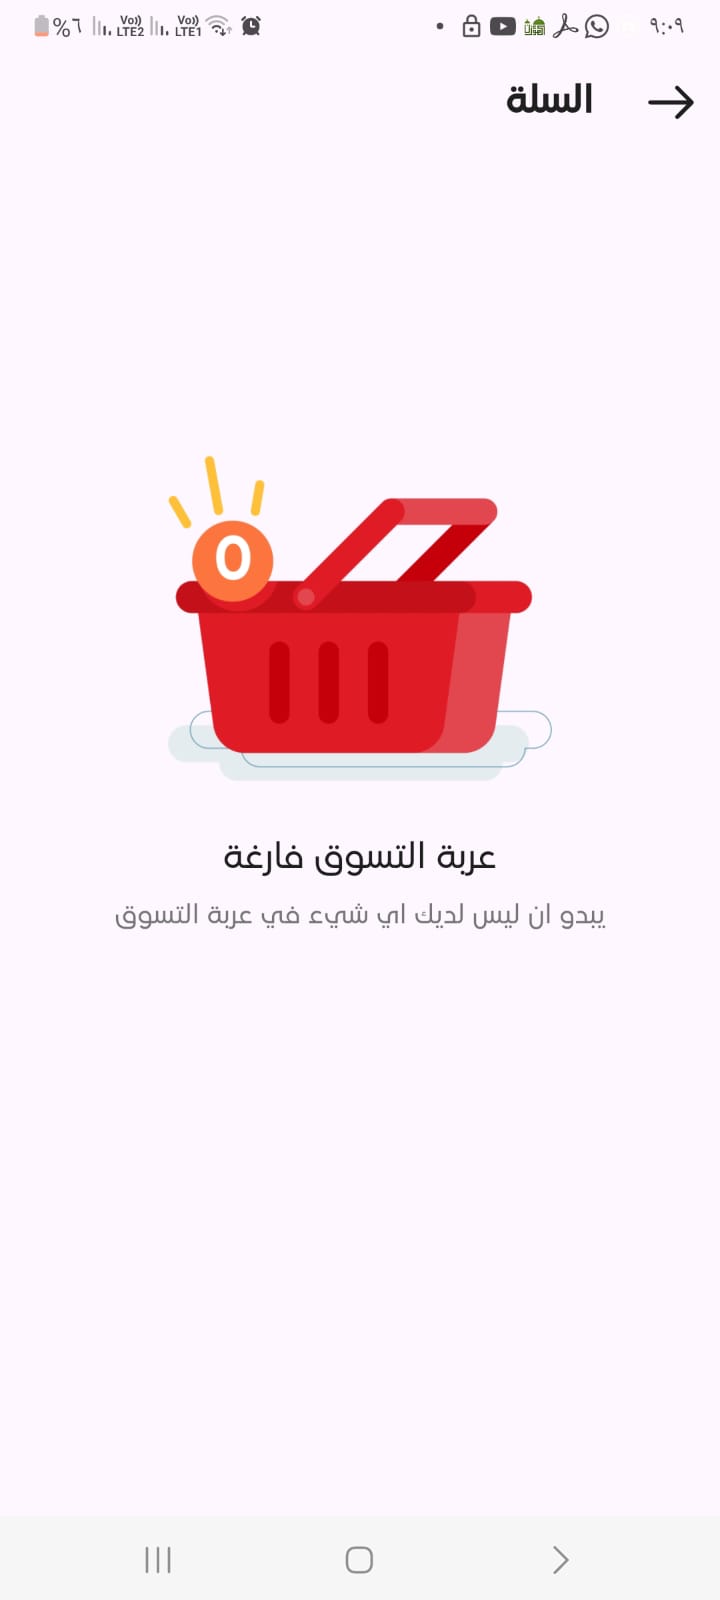 ٩:٠٩
Vo)) LTE1 Vo)) LTE2 ٦%
السلة
0
عربة التسوق فارغة
يبدو ان ليس لديك اي شيء في عربة التسوق